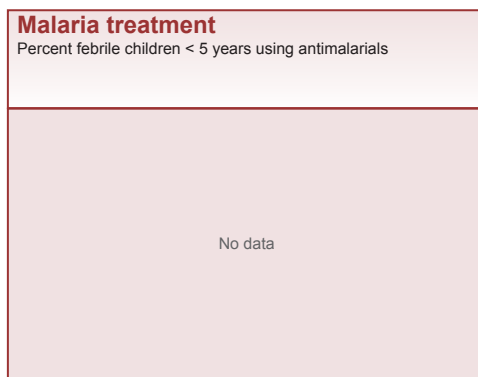 Malaria treatment
Percent febrile children < 5 years using antimalarials
No data